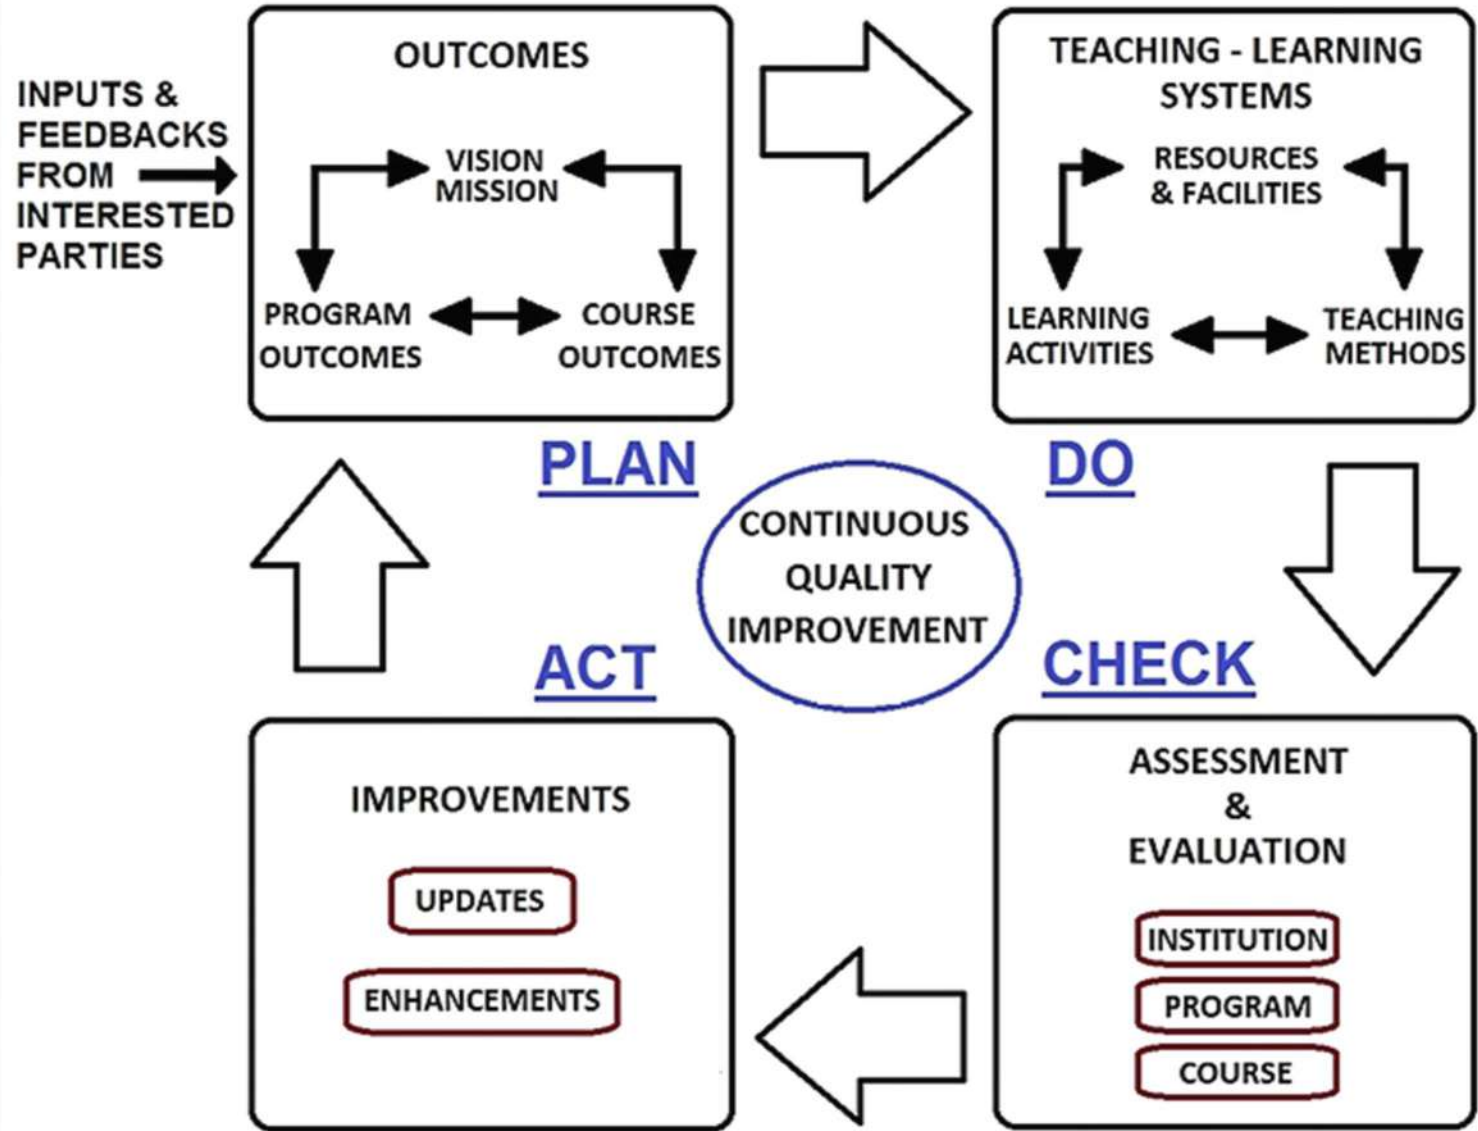 INPUTS &
FEEDBACKS
FROM
INTERESTED
PARTIES
OUTCOMES
VISION
MISSION
PROGRAM
OUTCOMES
COURSE
OUTCOMES
PLAN
TEACHING - LEARNING
SYSTEMS
RESOURCES
& FACILITIES
LEARNING
ACTIVITIES
TEACHING
METHODS
DO
CONTINUOUS
QUALITY
IMPROVEMENT
CHECK
ASSESSMENT
&
EVALUATION
INSTITUTION
PROGRAM
COURSE
ACT
IMPROVEMENTS
UPDATES
ENHANCEMENTS